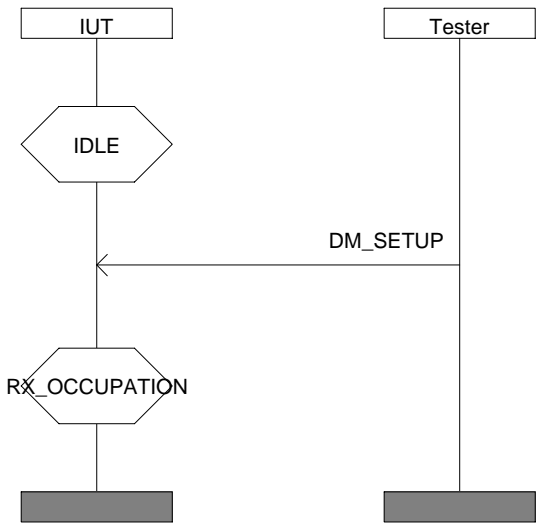 IUT
Tester
IDLE
DM_SETUP
RX_OCCUPATION